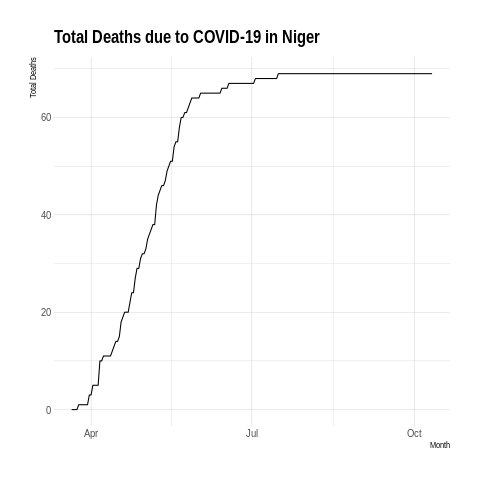 Total Deaths due to COVID-19 in Niger
Total Deaths
60
40
20
0
Apr Jul Oct
Month